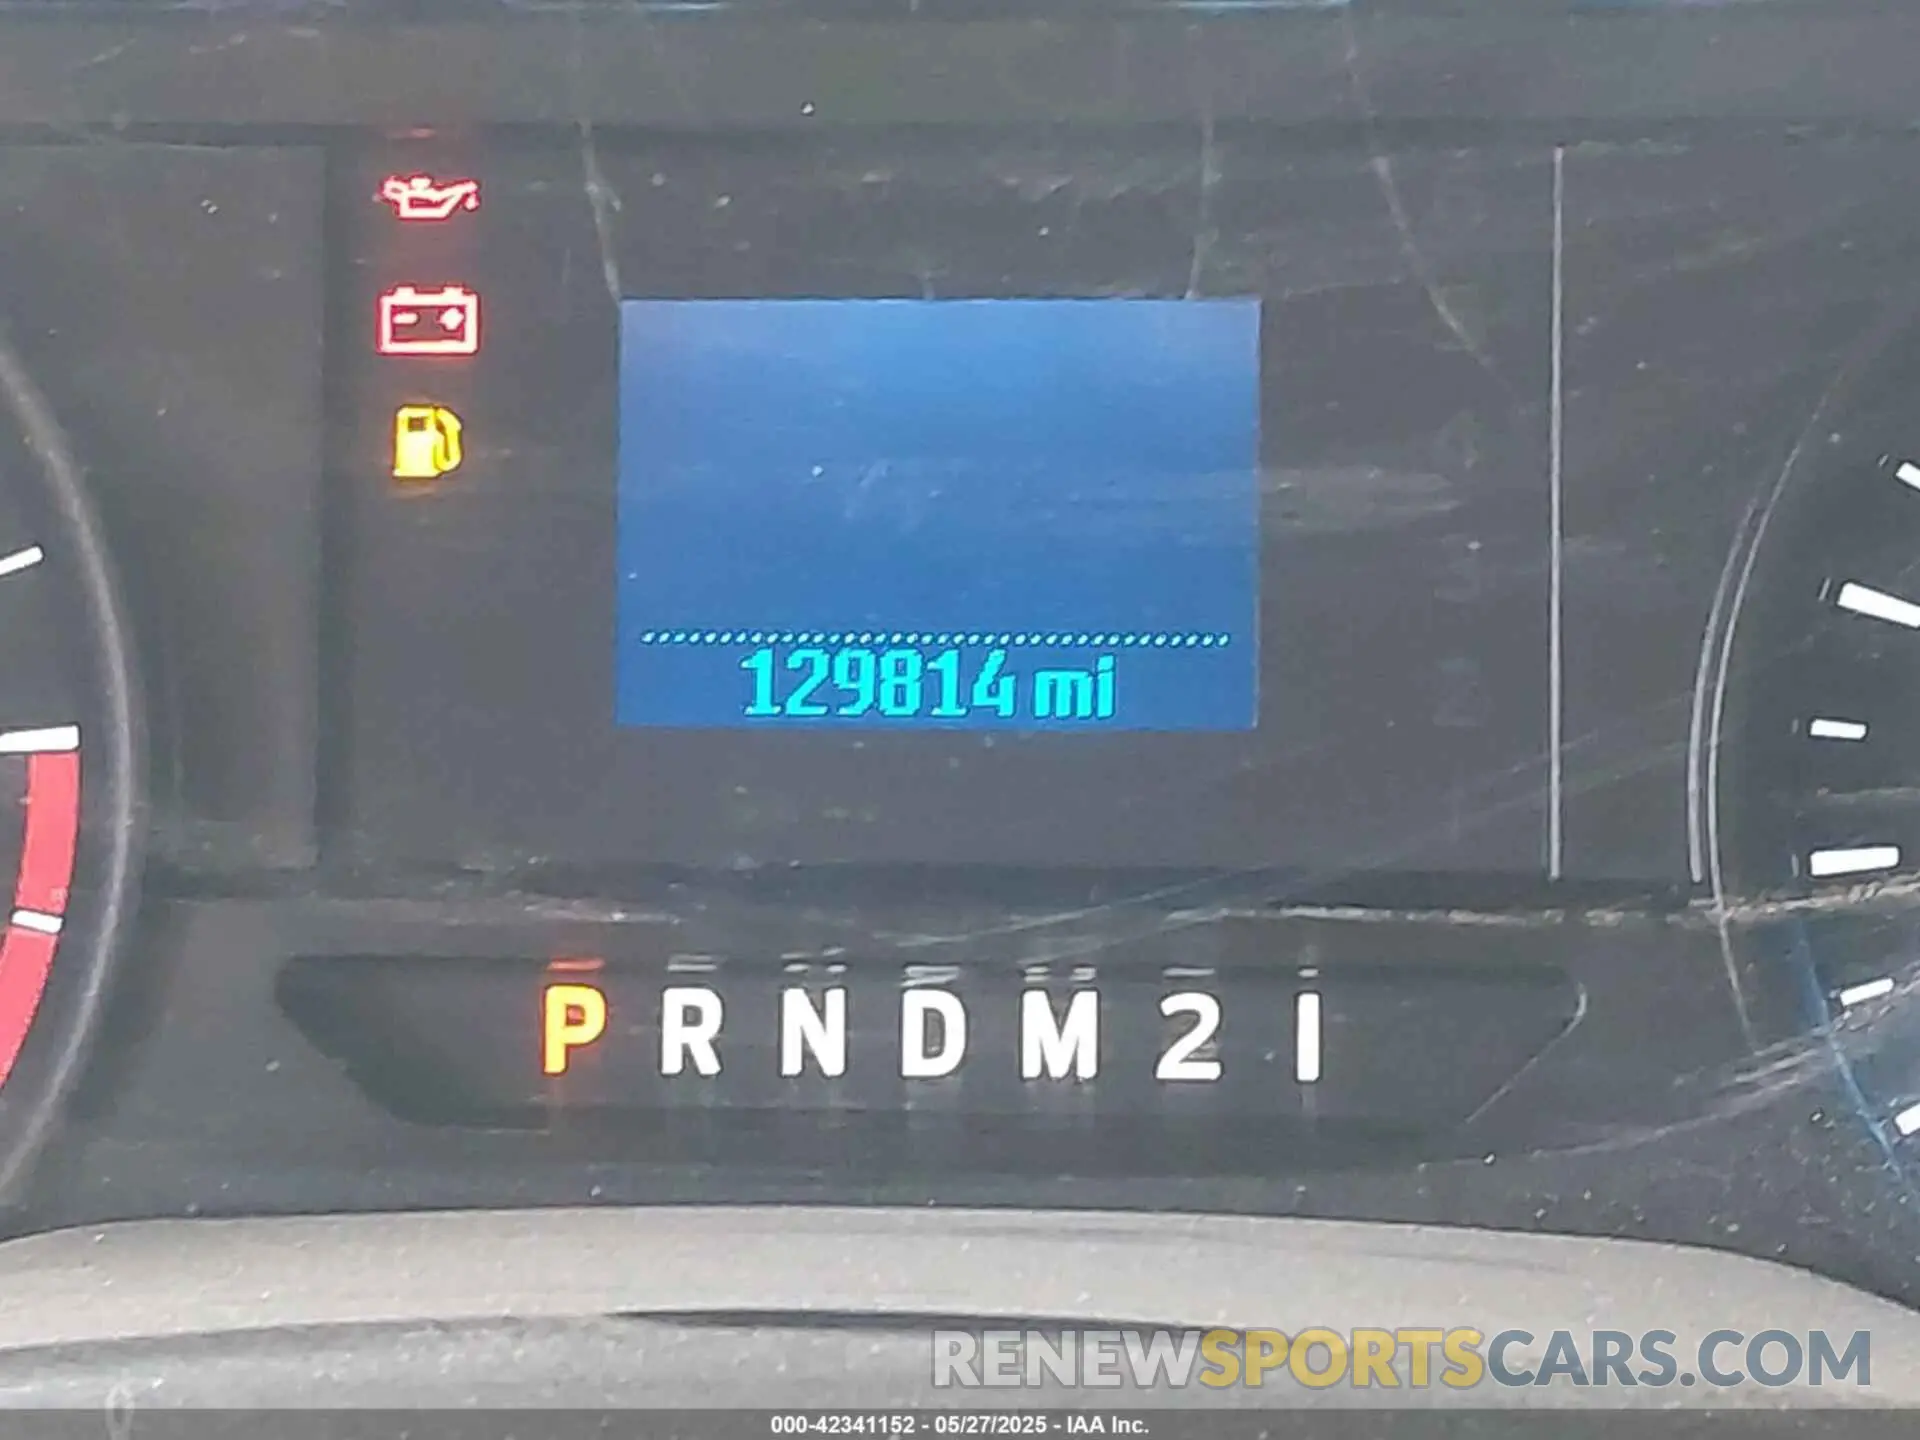 129814 mi
P R N D M 2 1
RENEWSPORTSCARS.COM
000-42341152 - 05/27/2025 - IAA Inc.